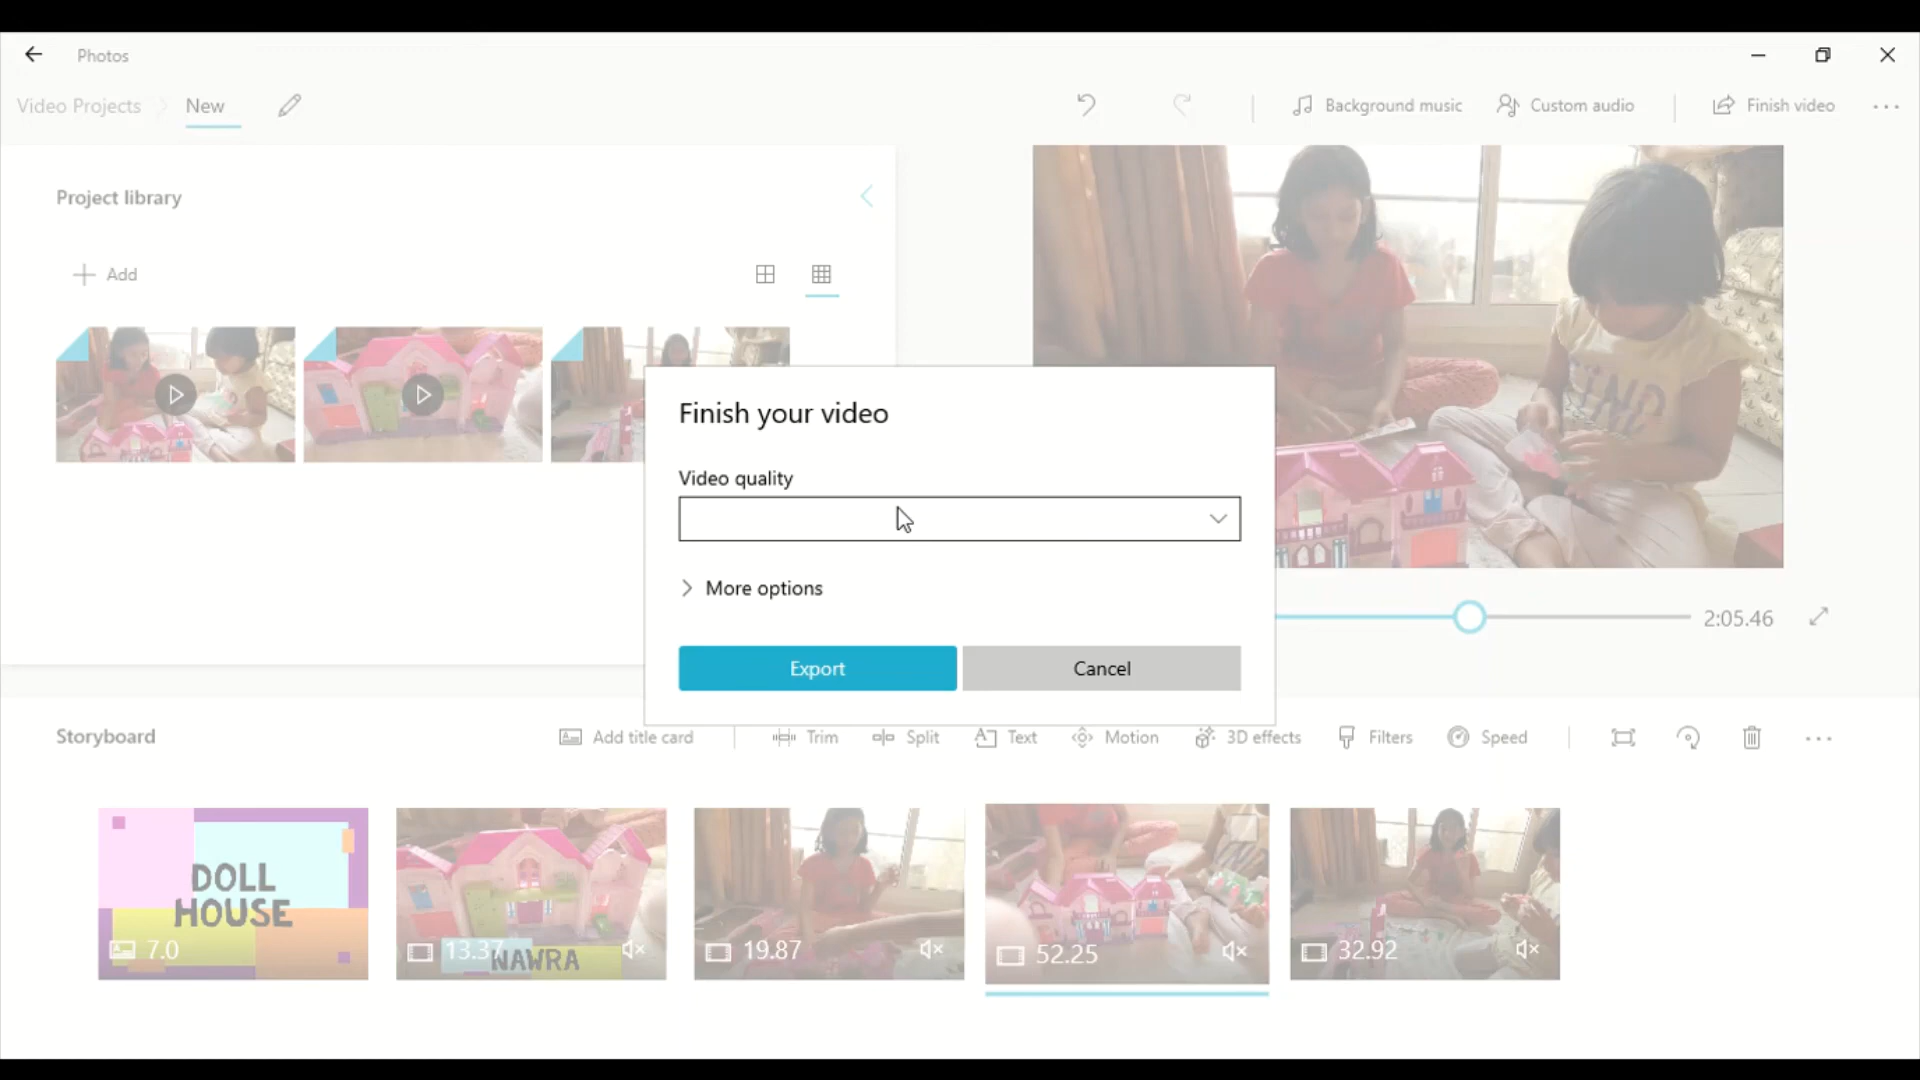 Photos
Video Projects
New
Background music
Custom audio
Finish video
Project library
Add
Finish your video
Video quality
More options
Export
Cancel
2:05.46
Storyboard
Add title card
Trim
Split
Text
Motion
3D effects
Filters
Speed
DOLL
HOUSE
7.0
13.37
NAWRA
19.87
52.25
32.92